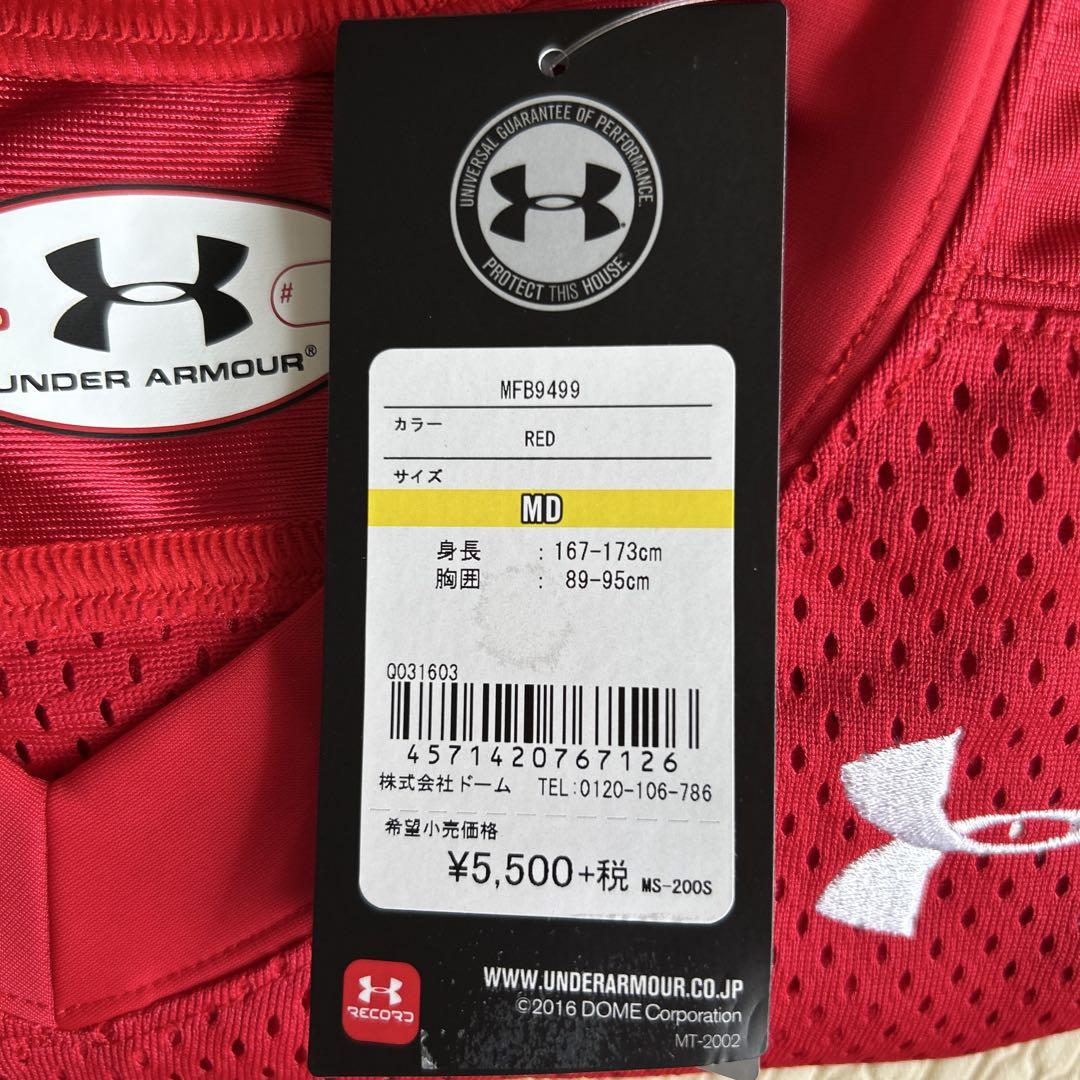 UNIVERSAL GUARANTEE OF PERFORMANCE.
PROTECT THIS HOUSE.
#
UNDER ARMOUR®
MFB9499
カラー
RED
サイズ
MD
身長 : 167-173cm
胸囲 : 89-95cm
Q031603
4571420767126
株式会社ドーム TEL:0120-106-786
希望小売価格
¥5,500+税 MS-200S
RECORD
WWW.UNDERARMOUR.CO.JP
©2016 DOME Corporation
MT-2002